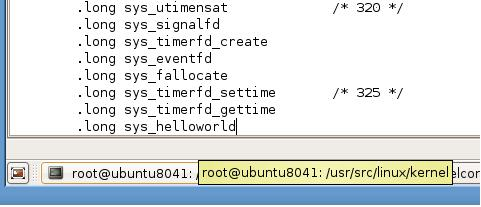 .long sys_utimensat /* 320 */
.long sys_signalfd
.long sys_timerfd_create
.long sys_eventfd
.long sys_fallocate
.long sys_timerfd_settime /* 325 */
.long sys_timerfd_gettime
.long sys_helloworld
root@ubuntu8041: /
root@ubuntu8041: /usr/src/linux/kernel
elcor